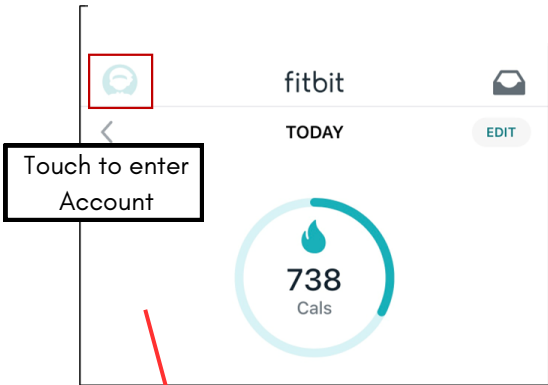 fitbit
TODAY
EDIT
Touch to enter
Account
738
Cals